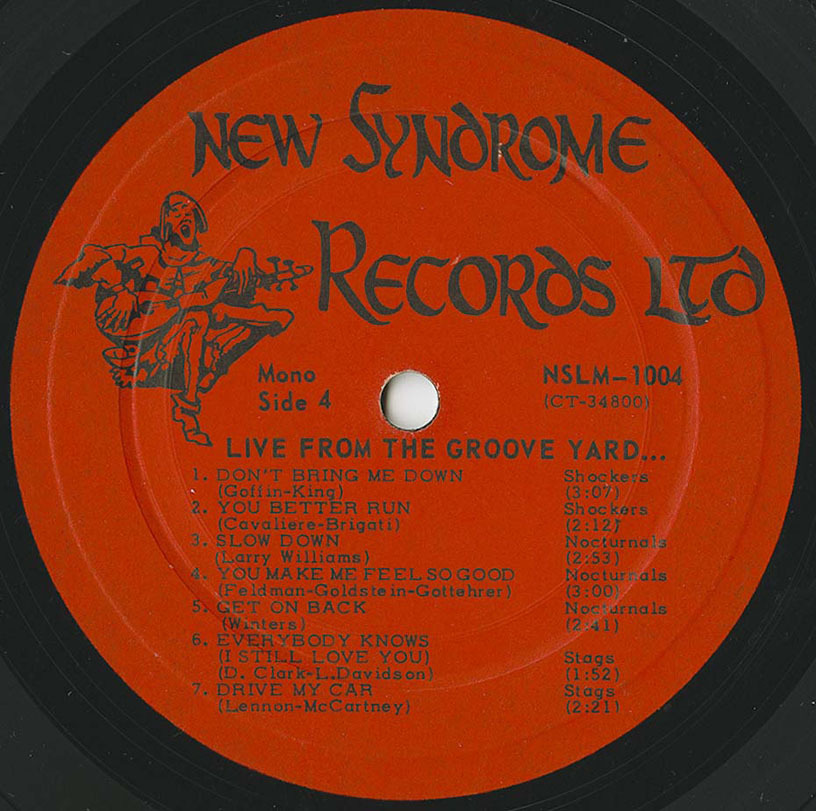 NEW SYNDROME
RECORDS LTD
Mono NSLM-1004
Side 4 (CT-34800)
LIVE FROM THE GROOVE YARD...
1. DON'T BRING ME DOWN Shockers
(Goffin-King) (3:07)
2. YOU BETTER RUN Shockers
(Cavaliere-Brigati) (2:12)
3. SLOW DOWN Nocturnals
(Larry Williams) (2:53)
4. YOU MAKE ME FEEL SO GOOD Nocturnals
(Feldman-Goldstein-Gottehrer) (3:00)
5. GET ON BACK Nocturnals
(Winters) (2:41)
6. EVERYBODY KNOWS
(I STILL LOVE YOU) Stags
(D. Clark-L.Davidson) (1:52)
7. DRIVE MY CAR Stags
(Lennon-McCartney) (2:21)